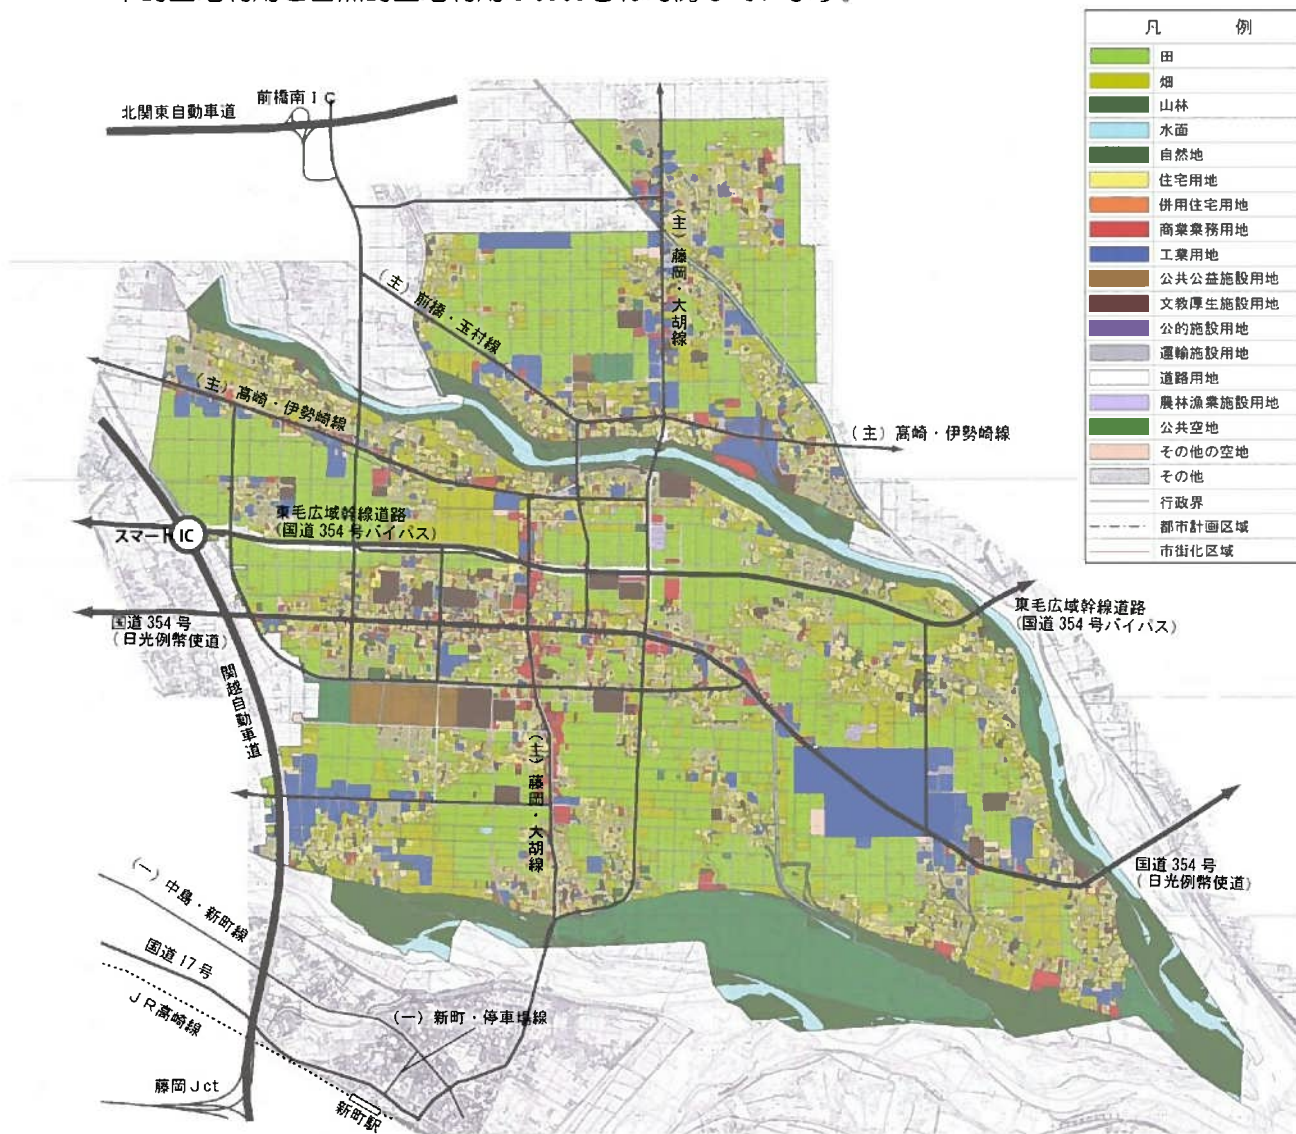 凡 例
田
畑
山林
水面
自然地
住宅用地
併用住宅用地
商業業務用地
工業用地
公共公益施設用地
文教厚生施設用地
公的施設用地
運輸施設用地
道路用地
農林漁業施設用地
公共空地
その他の空地
その他
行政界
都市計画区域
市街化区域
北関東自動車道
前橋南IC
(主)藤岡・大胡線
(主)前橋・玉村線
(主)高崎・伊勢崎線
(主)高崎・伊勢崎線
東毛広域幹線道路
(国道354号バイパス)
スマートIC
国道354号
(日光例幣使道)
東毛広域幹線道路
(国道354号バイパス)
関越自動車道
(主)藤岡・大胡線
国道354号
(日光例幣使道)
(一)中島・新町線
国道17号
JR高崎線
(一)新町・停車場線
藤岡Jct
新町駅